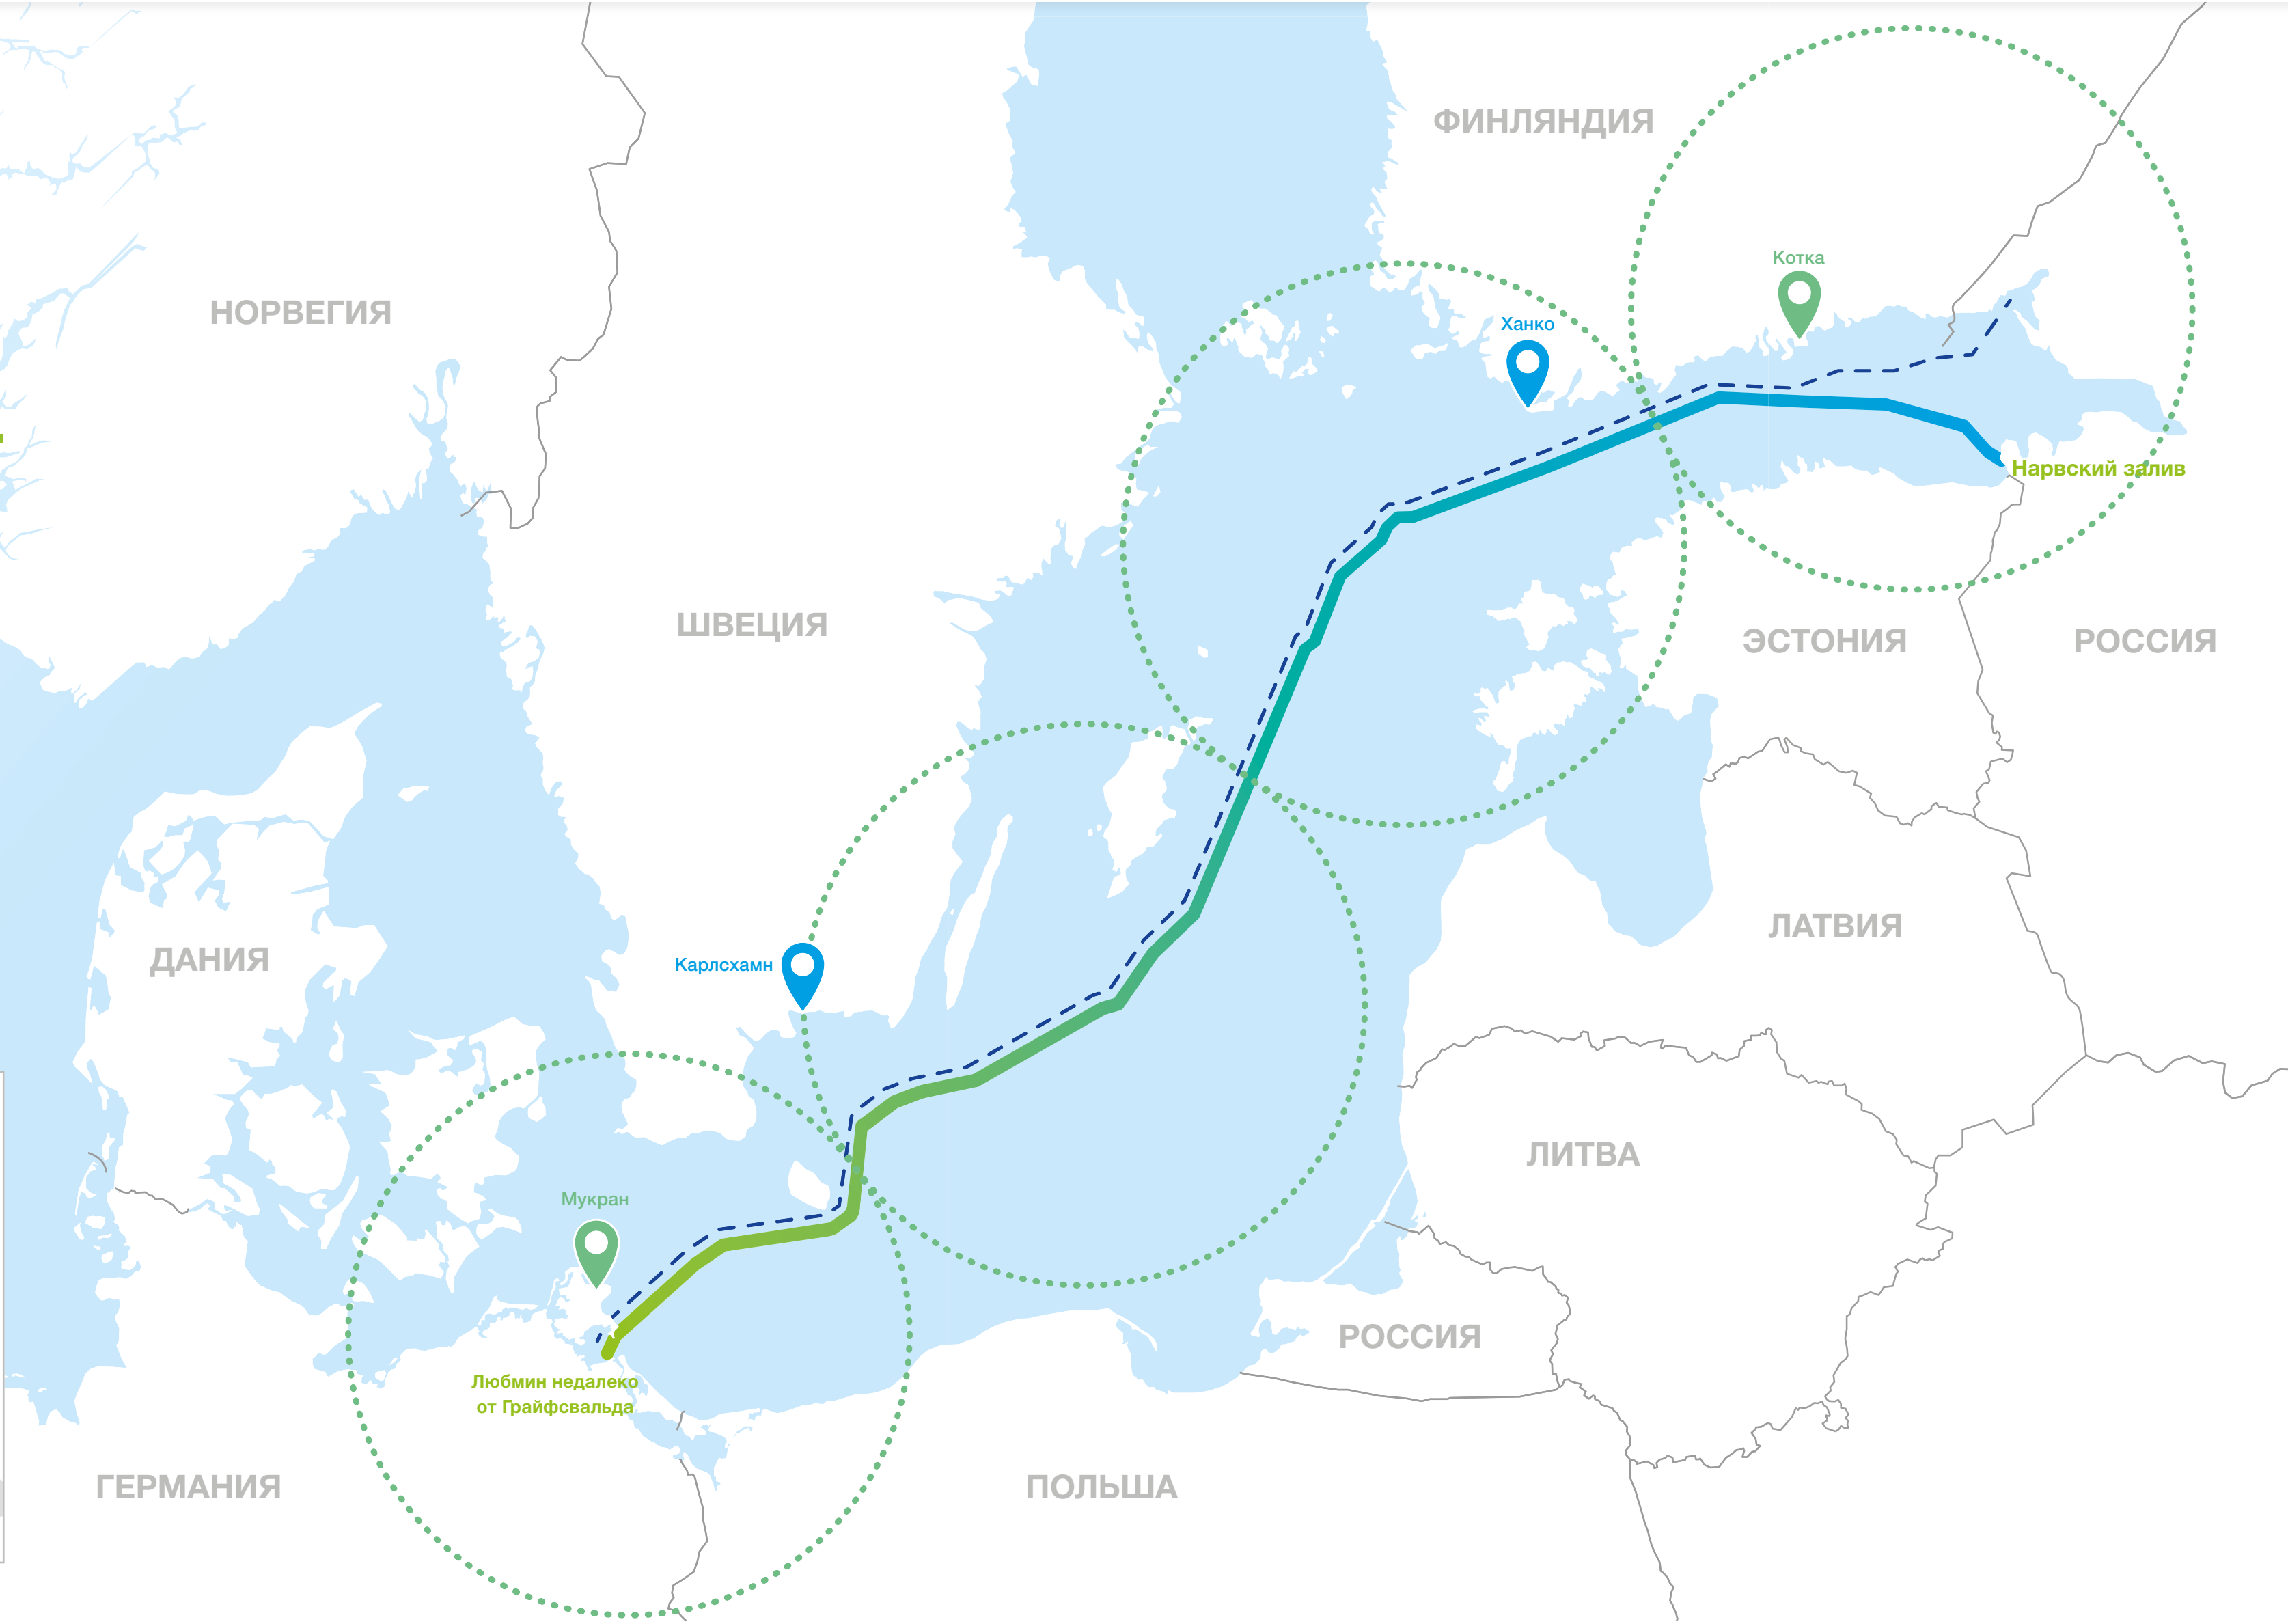 ФИНЛЯНДИЯ
Котка
НОРВЕГИЯ
Ханко
Нарвский залив
ШВЕЦИЯ
ЭСТОНИЯ
РОССИЯ
ЛАТВИЯ
ДАНИЯ
Карлсхамн
ЛИТВА
Мукран
РОССИЯ
Любмин недалеко
от Грайфсвальда
ГЕРМАНИЯ
ПОЛЬША